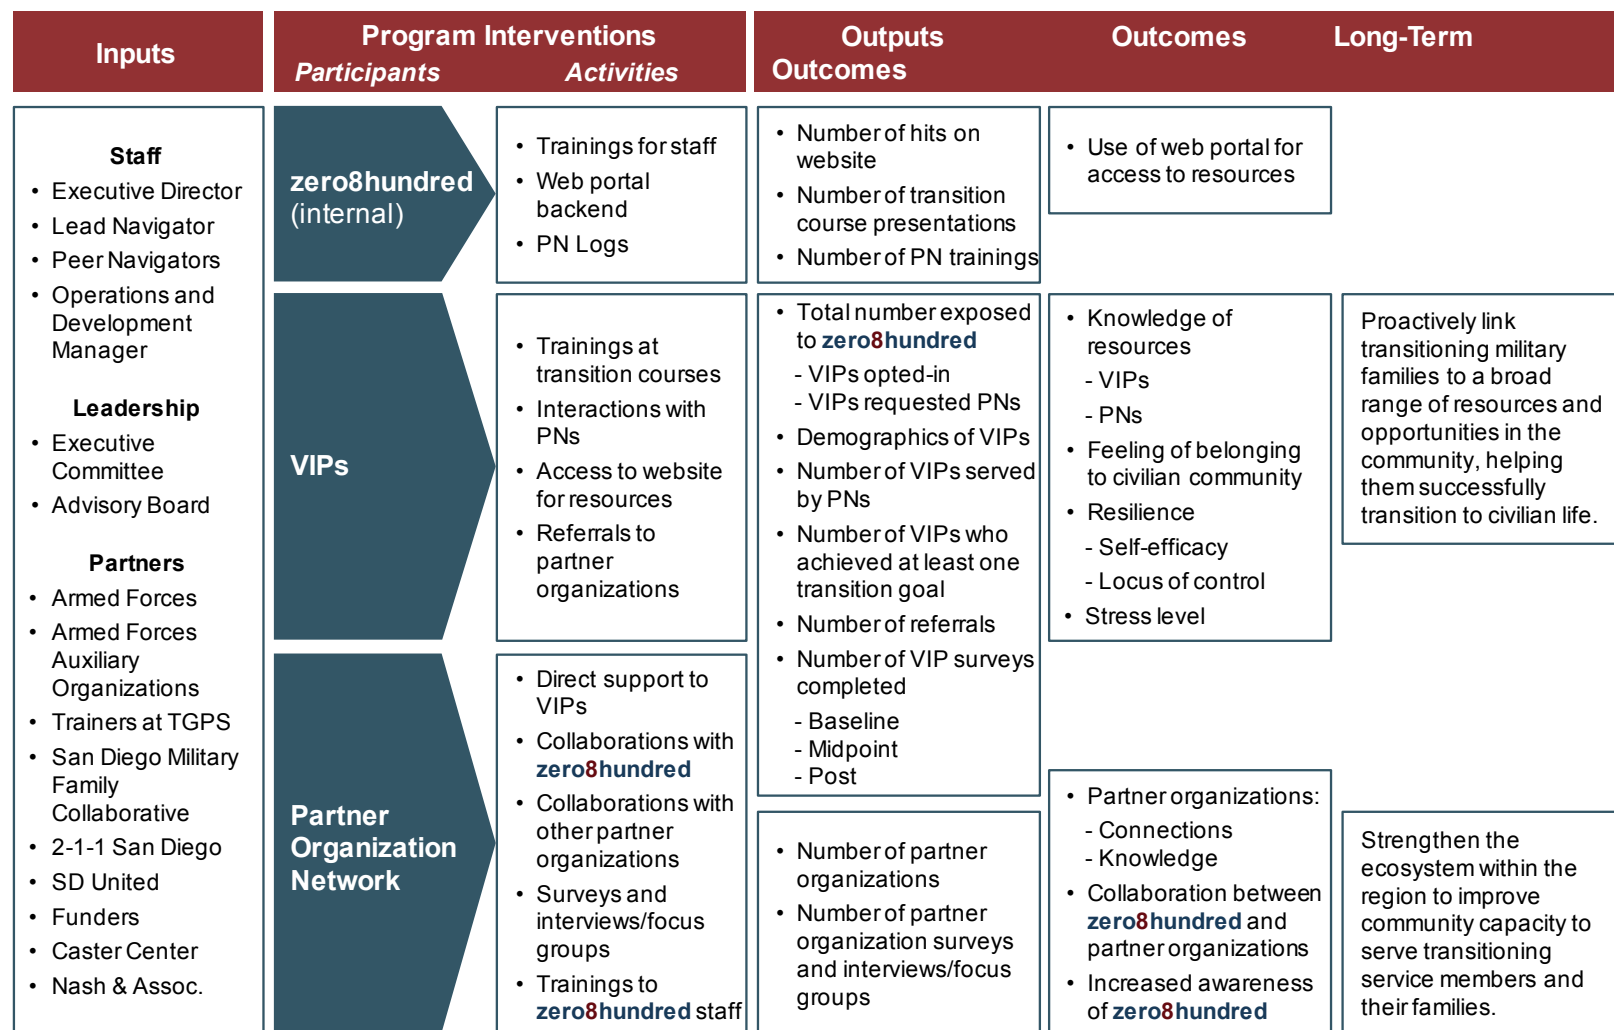 Inputs
Program Interventions
Participants
Activities
Outputs
Outcomes
Long-Term
Outcomes
Staff
• Executive Director
• Lead Navigator
• Peer Navigators
• Operations and
Development
Manager
Leadership
• Executive
Committee
• Advisory Board
Partners
• Armed Forces
• Armed Forces
Auxiliary
Organizations
• Trainers at TGPS
• San Diego Military
Family
Collaborative
• 2-1-1 San Diego
• SD United
• Funders
• Caster Center
• Nash & Assoc.
zero8hundred
(internal)
• Trainings for staff
• Web portal
backend
• PN Logs
• Number of hits on
website
• Number of transition
course presentations
• Number of PN trainings
• Use of web portal for
access to resources
VIPs
• Trainings at
transition courses
• Interactions with
PNs
• Access to website
for resources
• Referrals to
partner
organizations
• Total number exposed
to zero8hundred
- VIPs opted-in
- VIPs requested PNs
• Demographics of VIPs
• Number of VIPs served
by PNs
• Number of VIPs who
achieved at least one
transition goal
• Number of referrals
• Number of VIP surveys
completed
- Baseline
- Midpoint
- Post
• Knowledge of
resources
- VIPs
- PNs
• Feeling of belonging
to civilian community
• Resilience
- Self-efficacy
- Locus of control
• Stress level
Proactively link
transitioning military
families to a broad
range of resources and
opportunities in the
community, helping
them successfully
transition to civilian life.
Partner
Organization
Network
• Direct support to
VIPs
• Collaborations with
zero8hundred
• Collaborations with
other partner
organizations
• Surveys and
interviews/focus
groups
• Trainings to
zero8hundred staff
• Number of partner
organizations
• Number of partner
organization surveys
and interviews/focus
groups
• Partner organizations:
- Connections
- Knowledge
• Collaboration between
zero8hundred and
partner organizations
• Increased awareness
of zero8hundred
Strengthen the
ecosystem within the
region to improve
community capacity to
serve transitioning
service members and
their families.